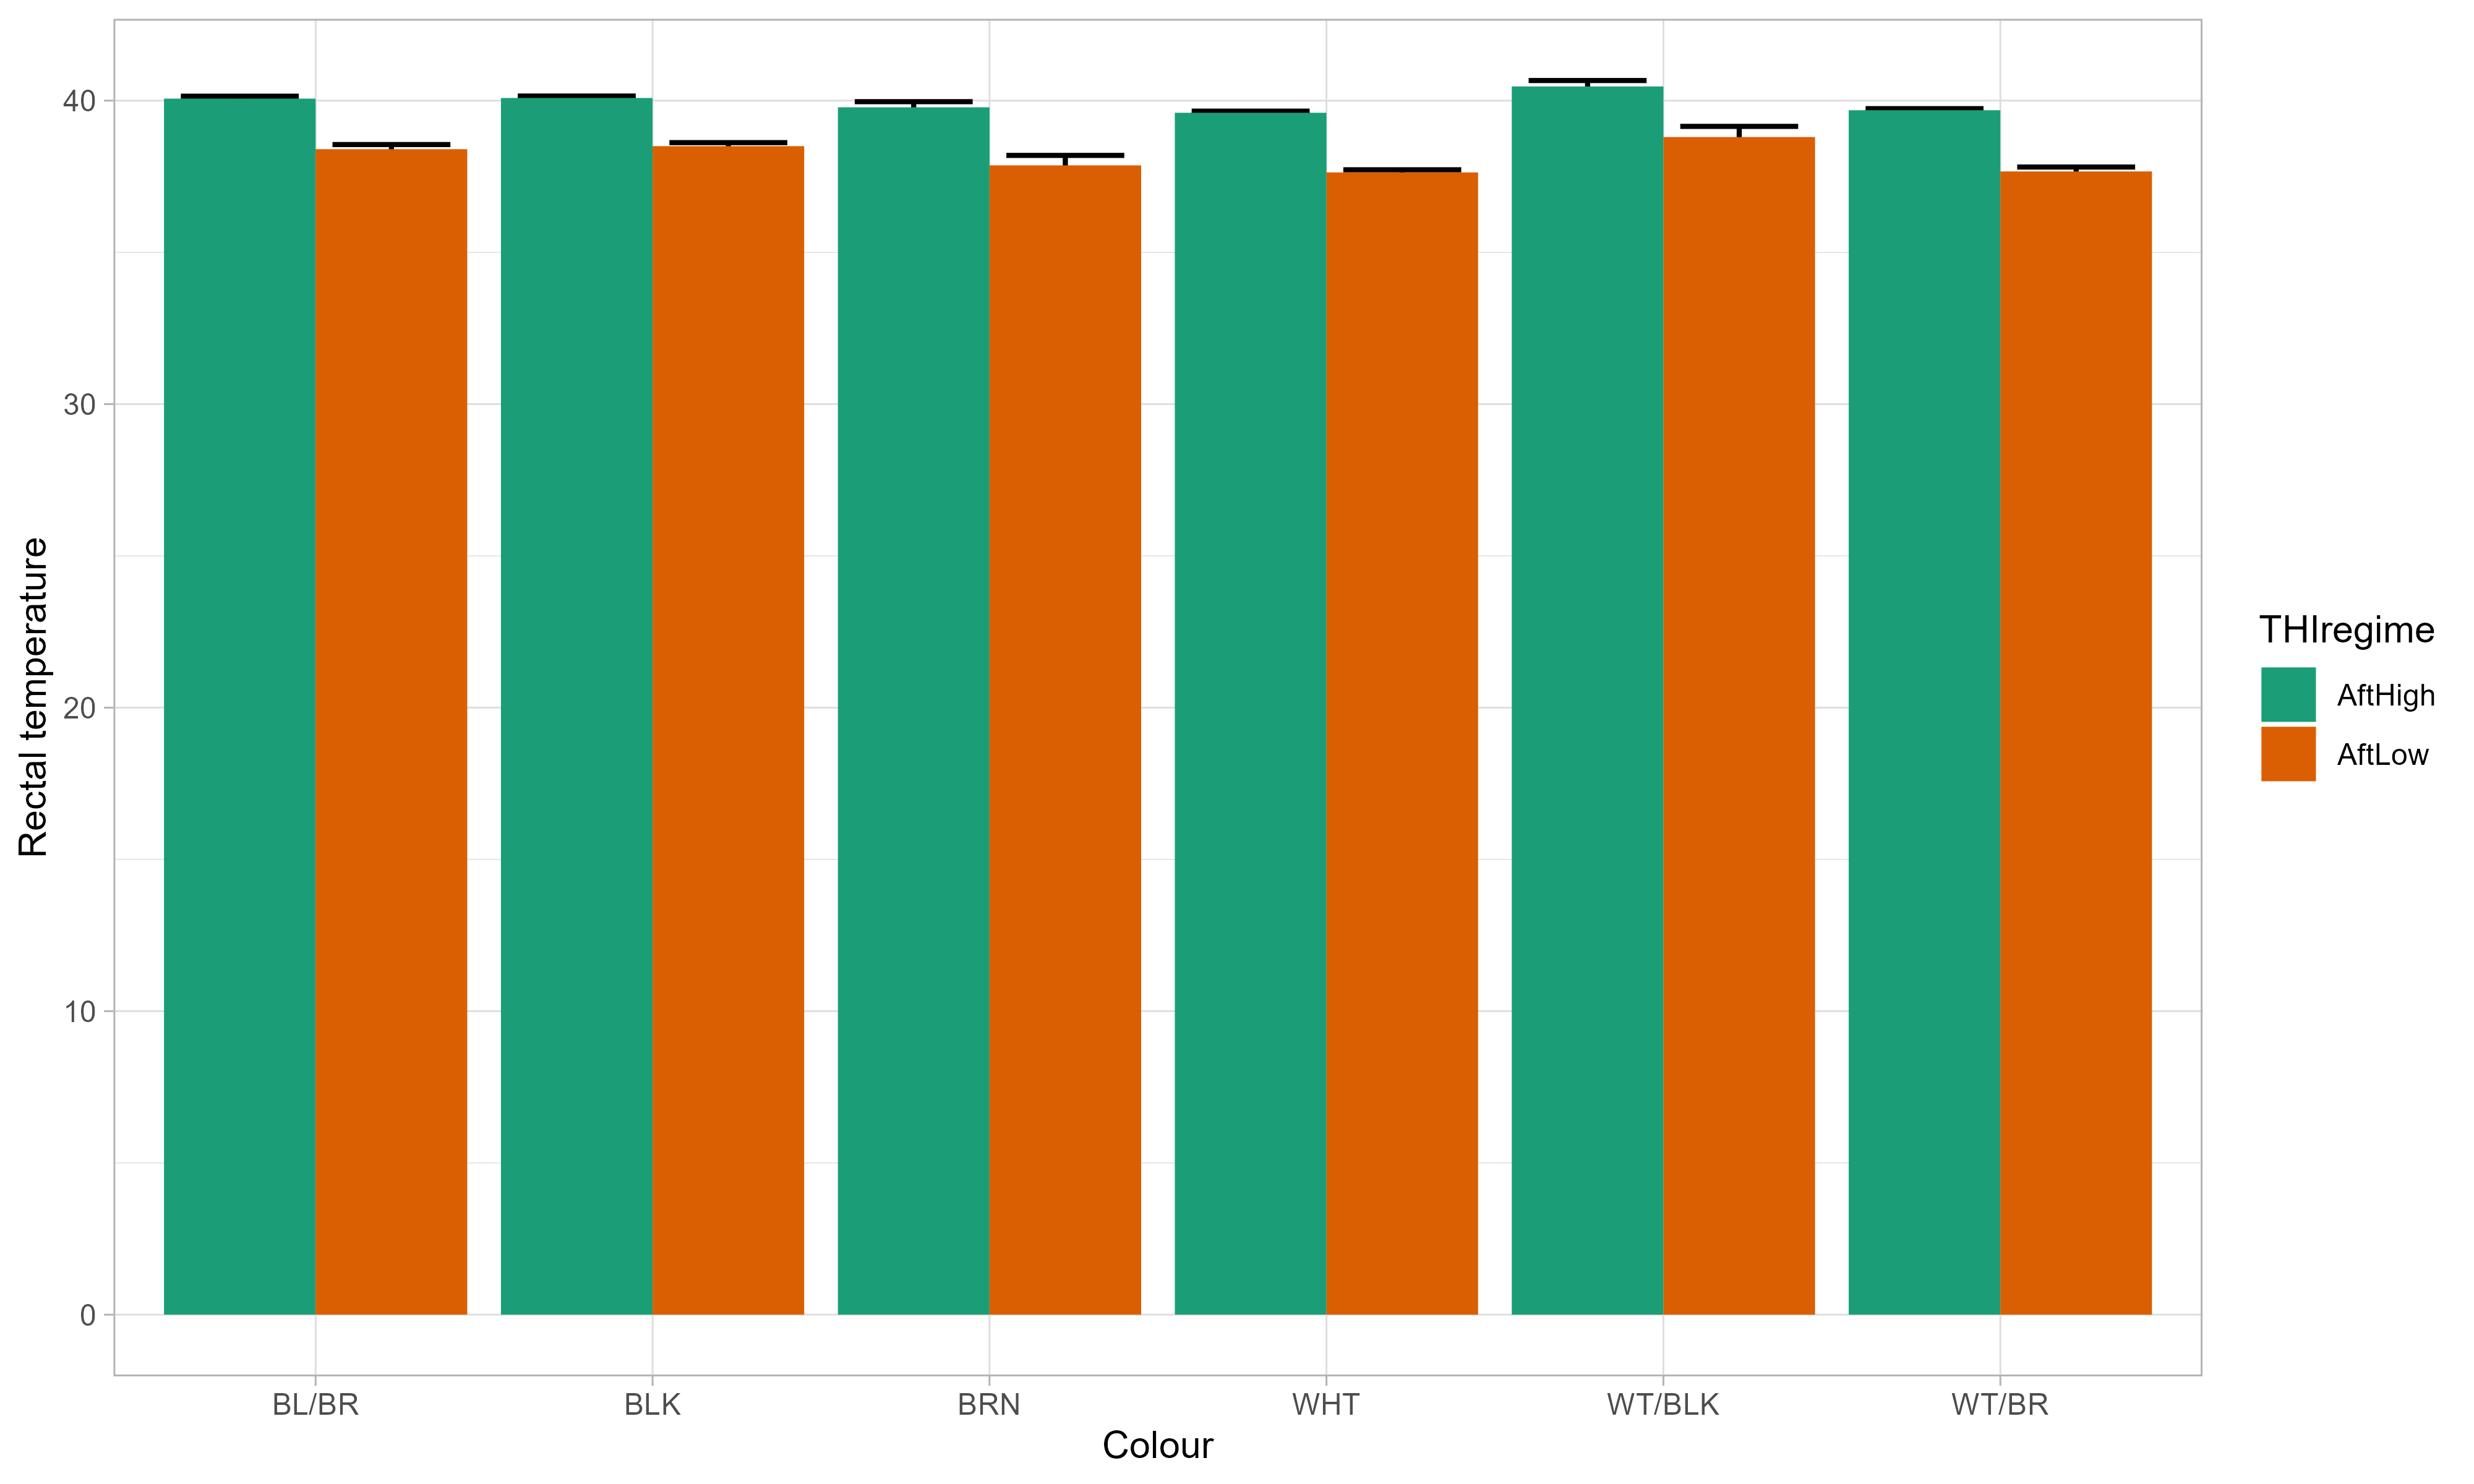 40
30
20
10
0
Rectal temperature
BL/BR BLK BRN WHT WT/BLK WT/BR
Colour
THIregime
AftHigh
AftLow